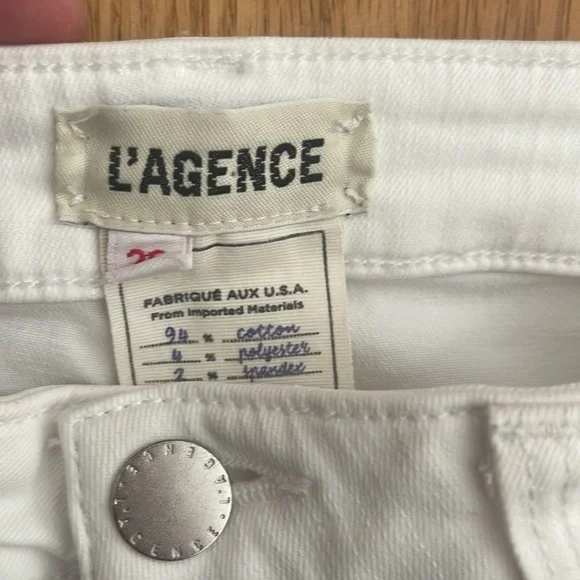 L'AGENCE
FABRIQUÉ AUX U.S.A.
From Imported Materials
94 % cotton
4 % polyester
2 % spandex
L'AGENCE